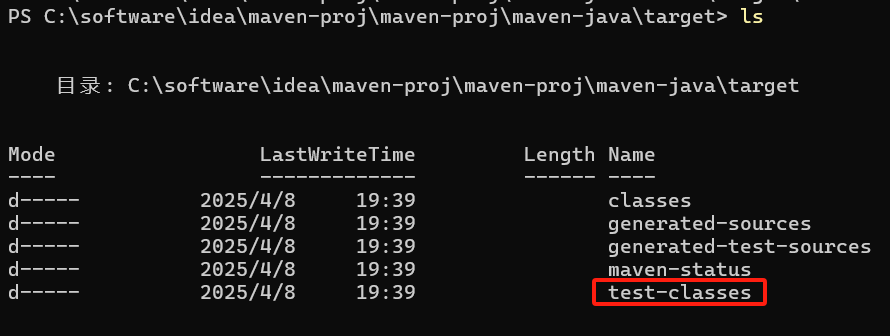 PS C:\software\idea\maven-proj\maven-proj\maven-java\target> ls
目录: C:\software\idea\maven-proj\maven-proj\maven-java\target
Mode LastWriteTime Length Name
---- ------------- ------ ----
d----- 2025/4/8 19:39 classes
d----- 2025/4/8 19:39 generated-sources
d----- 2025/4/8 19:39 generated-test-sources
d----- 2025/4/8 19:39 maven-status
d----- 2025/4/8 19:39 test-classes